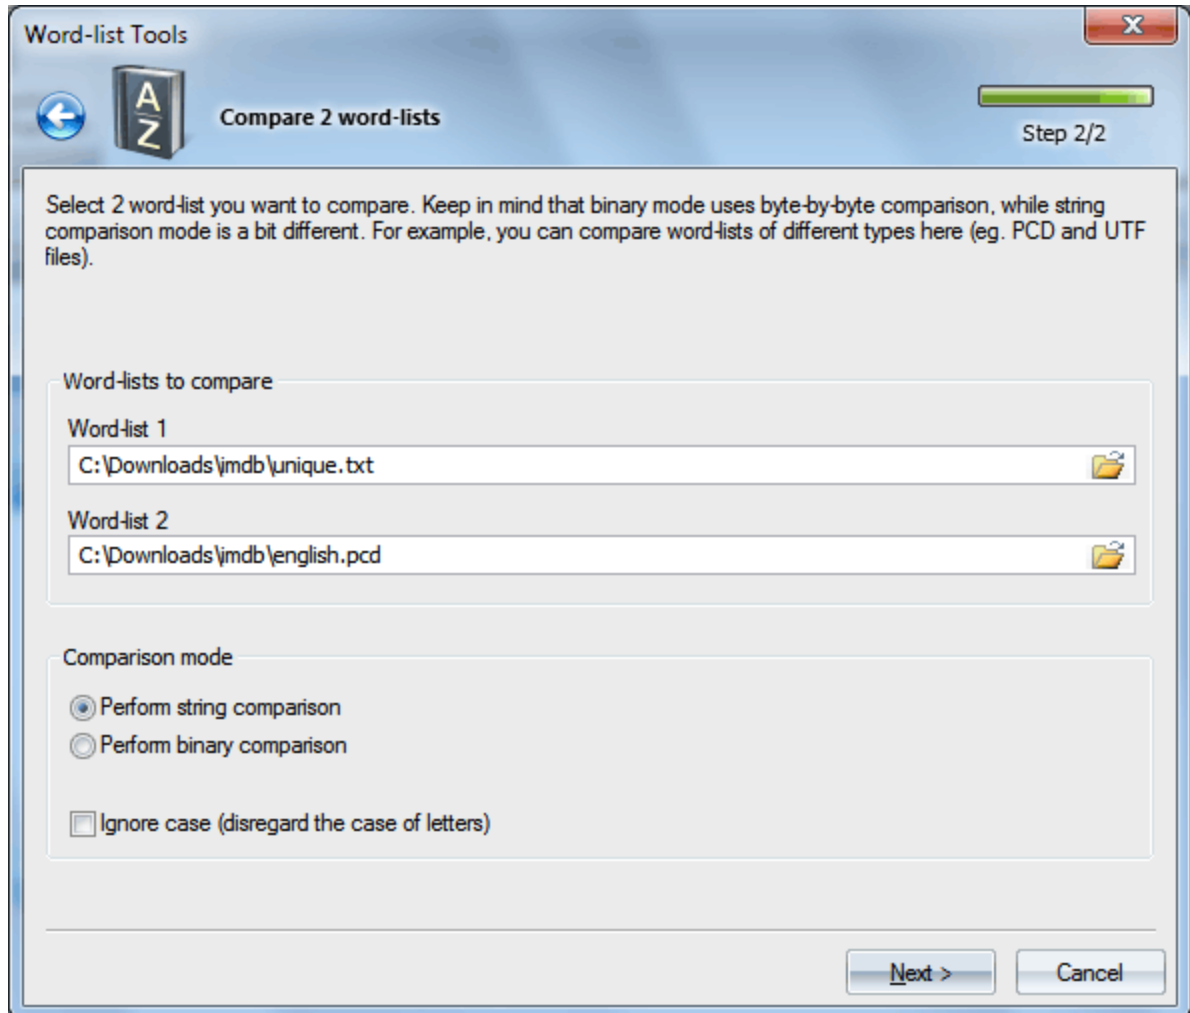 Word-list Tools
A
Z
Compare 2 word-lists
Step 2/2
Select 2 word-list you want to compare. Keep in mind that binary mode uses byte-by-byte comparison, while string
comparison mode is a bit different. For example, you can compare word-lists of different types here (eg. PCD and UTF
files).
Word-lists to compare
Word-list 1
C:\Downloads\imdb\unique.txt
Word-list 2
C:\Downloads\imdb\english.pcd
Comparison mode
Perform string comparison
Perform binary comparison
Ignore case (disregard the case of letters)
Next >
Cancel